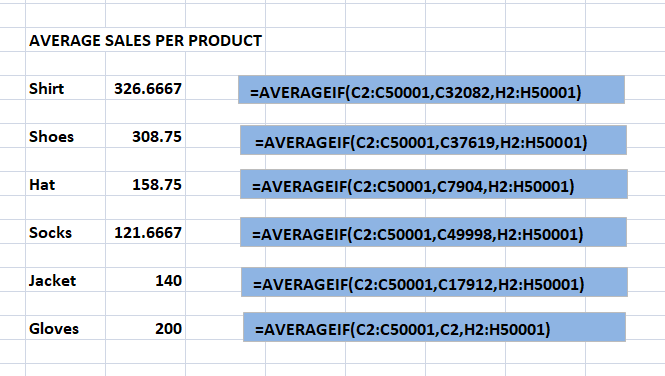 AVERAGE SALES PER PRODUCT
Shirt 326.6667 =AVERAGEIF(C2:C50001,C32082,H2:H50001)
Shoes 308.75 =AVERAGEIF(C2:C50001,C37619,H2:H50001)
Hat 158.75 =AVERAGEIF(C2:C50001,C7904,H2:H50001)
Socks 121.6667 =AVERAGEIF(C2:C50001,C49998,H2:H50001)
Jacket 140 =AVERAGEIF(C2:C50001,C17912,H2:H50001)
Gloves 200 =AVERAGEIF(C2:C50001,C2,H2:H50001)